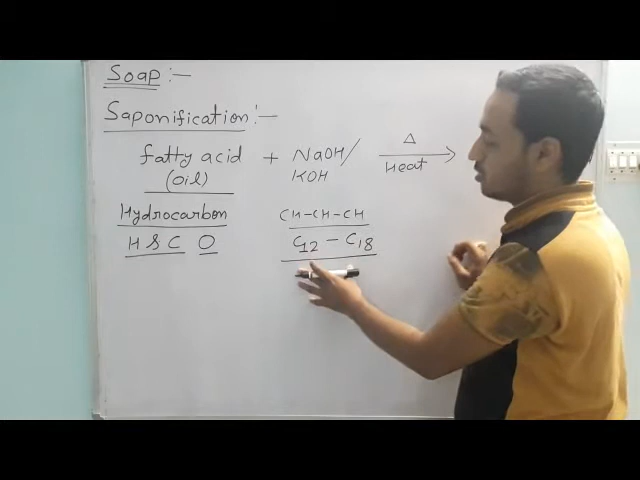 Soap:-
Saponification:-
fatty acid + NaOH/ Δ
(oil) KOH Heat
Hydrocarbon CH-CH-CH
H & C O C12 - C18